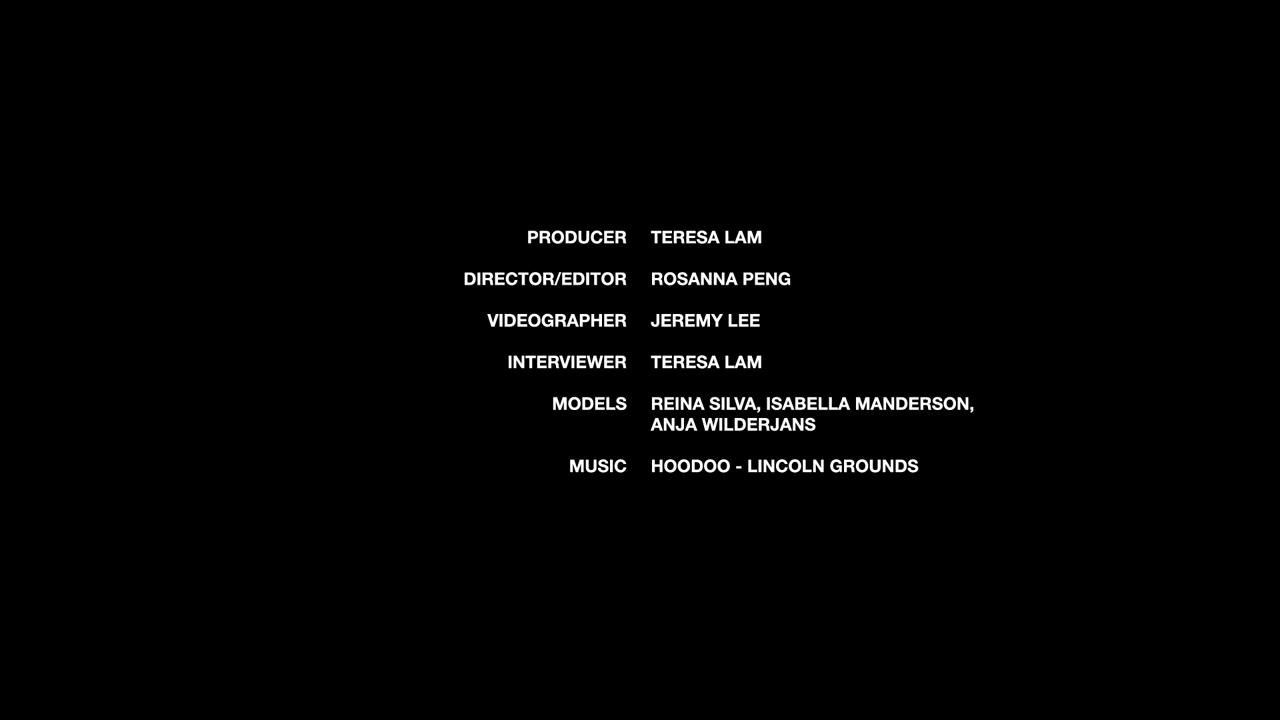 PRODUCER TERESA LAM
DIRECTOR/EDITOR ROSANNA PENG
VIDEOGRAPHER JEREMY LEE
INTERVIEWER TERESA LAM
MODELS REINA SILVA, ISABELLA MANDERSON,
ANJA WILDERJANS
MUSIC HOODOO - LINCOLN GROUNDS